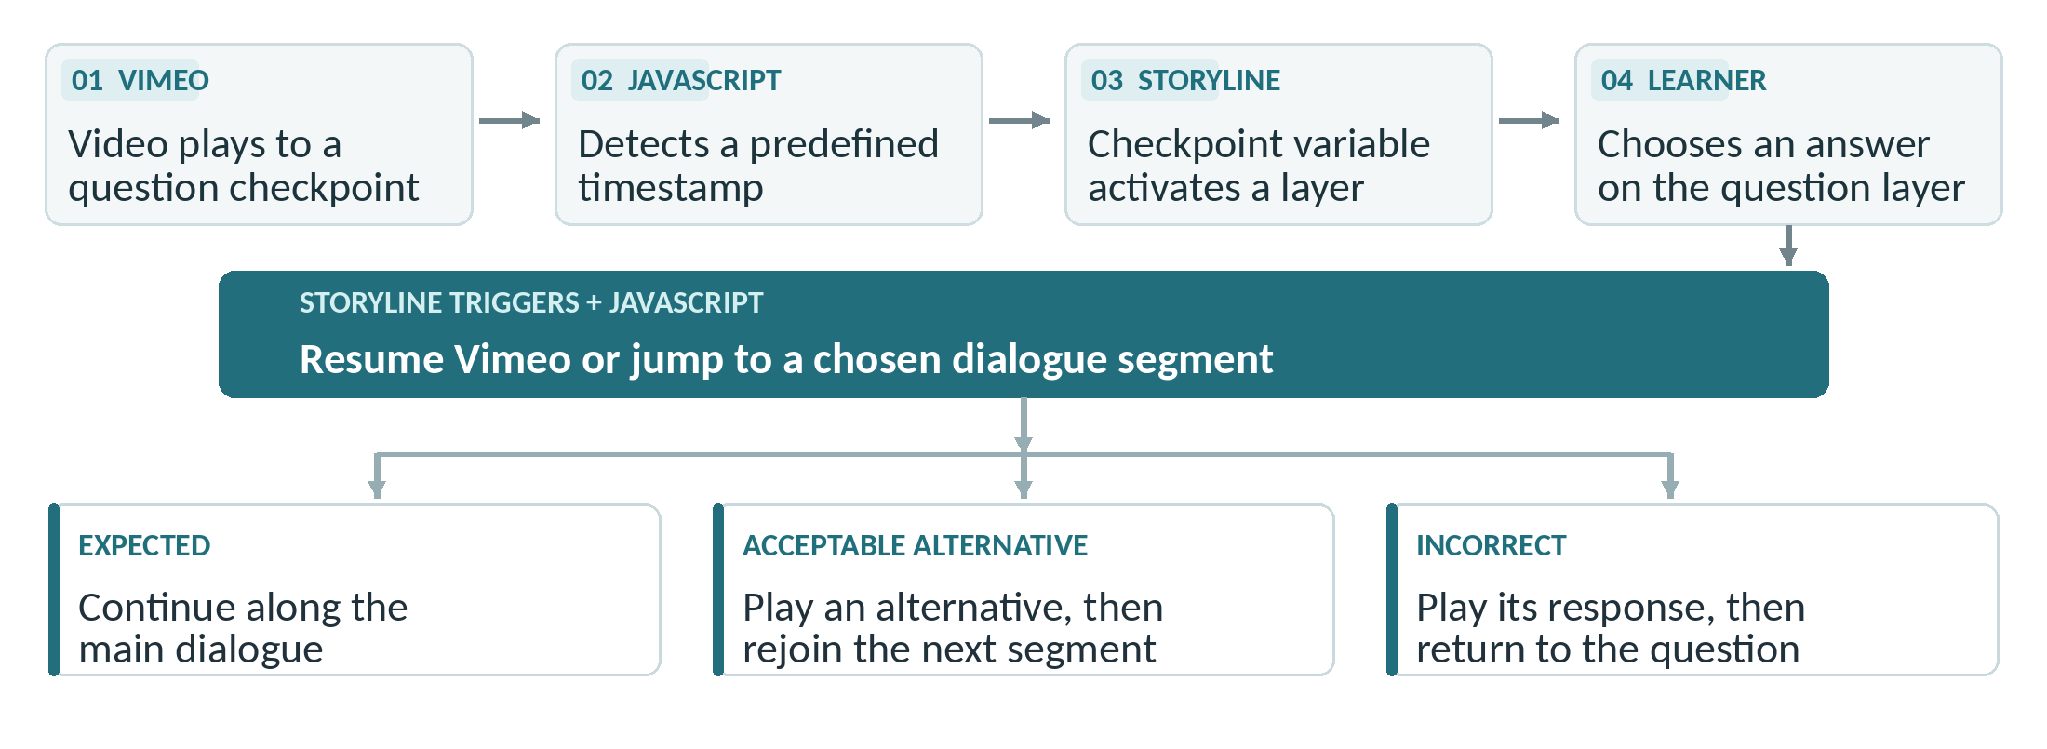 01 VIMEO
Video plays to a
question checkpoint
02 JAVASCRIPT
Detects a predefined
timestamp
03 STORYLINE
Checkpoint variable
activates a layer
04 LEARNER
Chooses an answer
on the question layer
STORYLINE TRIGGERS + JAVASCRIPT
Resume Vimeo or jump to a chosen dialogue segment
EXPECTED
Continue along the
main dialogue
ACCEPTABLE ALTERNATIVE
Play an alternative, then
rejoin the next segment
INCORRECT
Play its response, then
return to the question